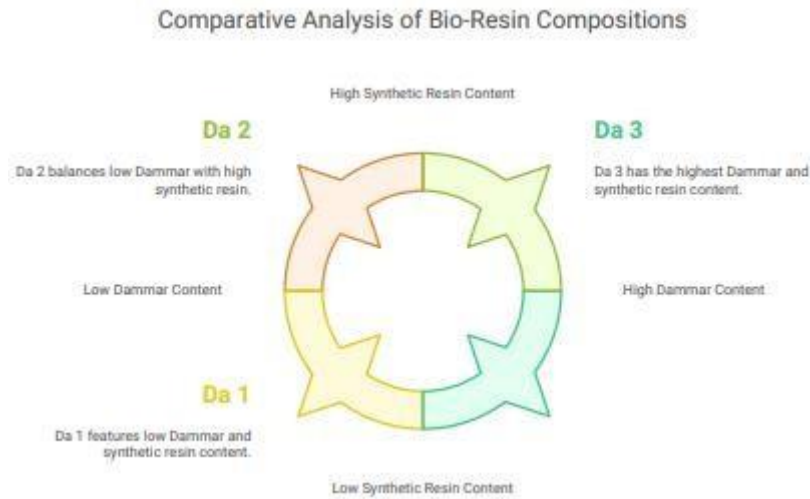 Comparative Analysis of Bio-Resin Compositions
High Synthetic Resin Content
Da 2
Da 2 balances low Dammar with high
synthetic resin.
Da 3
Da 3 has the highest Dammar and
synthetic resin content.
Low Dammar Content
High Dammar Content
Da 1
Da 1 features low Dammar and
synthetic resin content.
Low Synthetic Resin Content